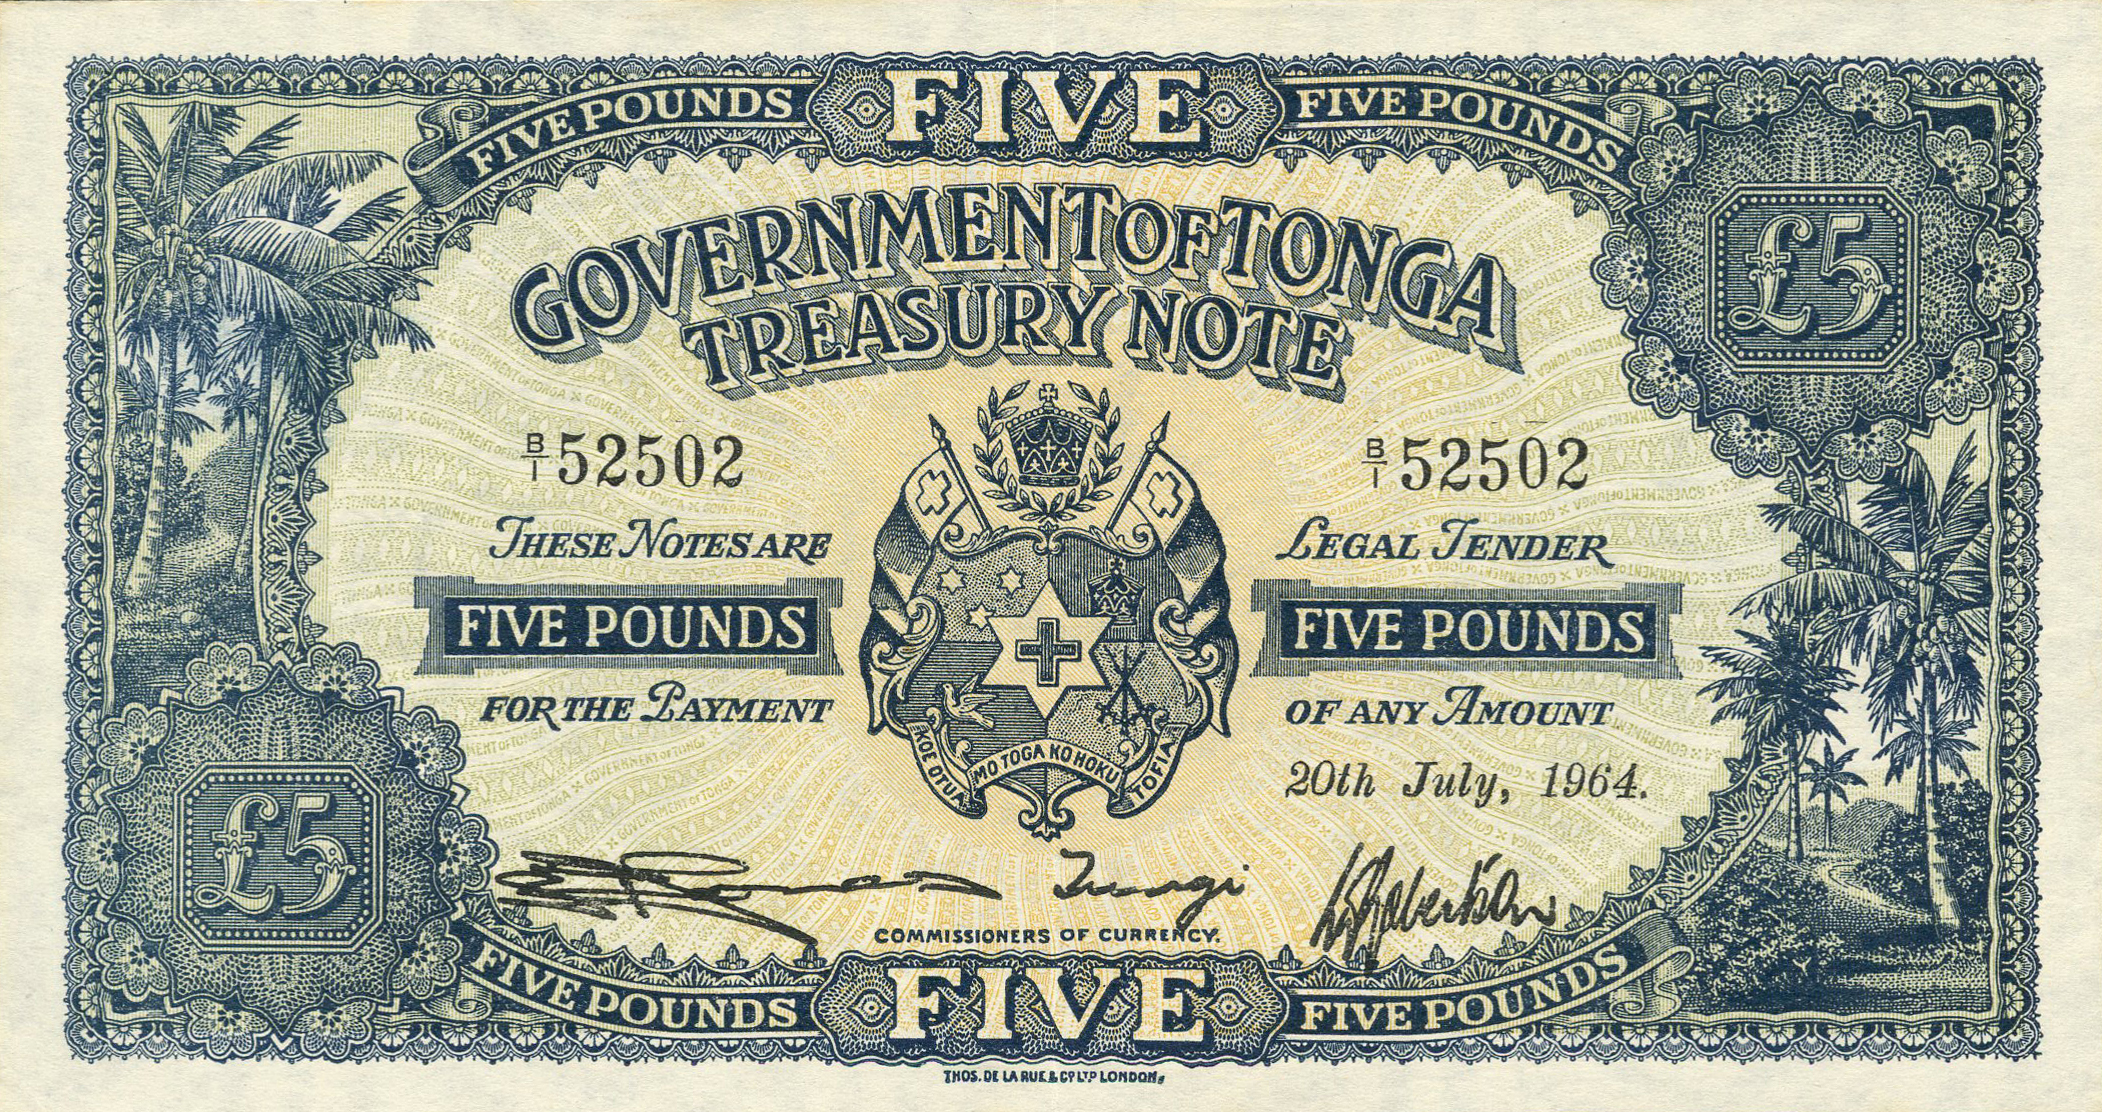 FIVE POUNDS FIVE FIVE POUNDS
GOVERNMENT OF TONGA
TREASURY NOTE
£5
B/1 52502 B/1 52502
THESE NOTES ARE LEGAL TENDER
FIVE POUNDS FIVE POUNDS
FOR THE PAYMENT OF ANY AMOUNT
KOE OTUA MO TOGA KO HOKU TOFIA
20th July, 1964.
£5
Tungi
COMMISSIONERS OF CURRENCY.
FIVE POUNDS FIVE FIVE POUNDS
THOS. DE LA RUE & CO LTD LONDON.